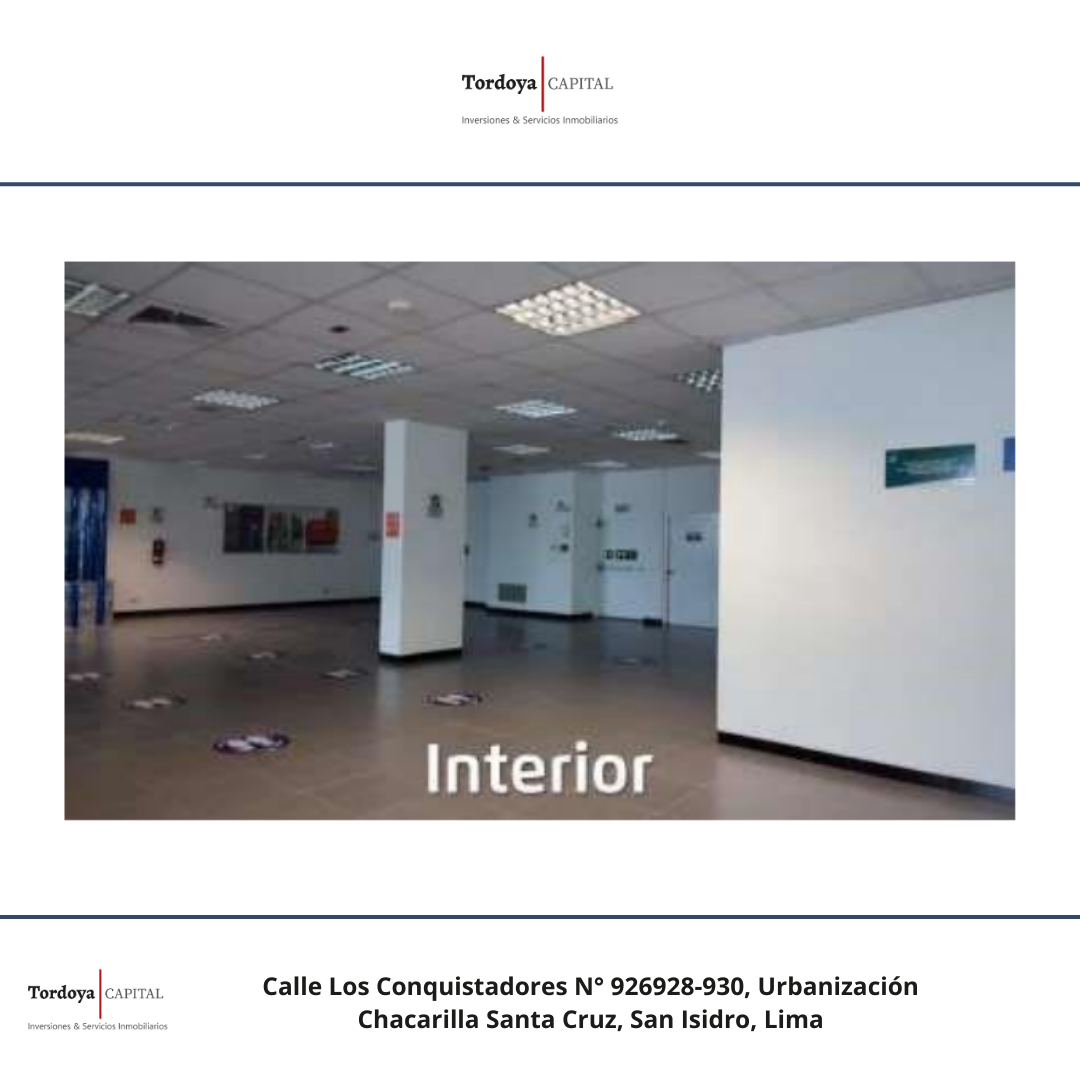 Tordoya CAPITAL
Inversiones & Servicios Inmobiliarios
Interior
Tordoya CAPITAL
Inversiones & Servicios Inmobiliarios
Calle Los Conquistadores N° 926928-930, Urbanización
Chacarilla Santa Cruz, San Isidro, Lima